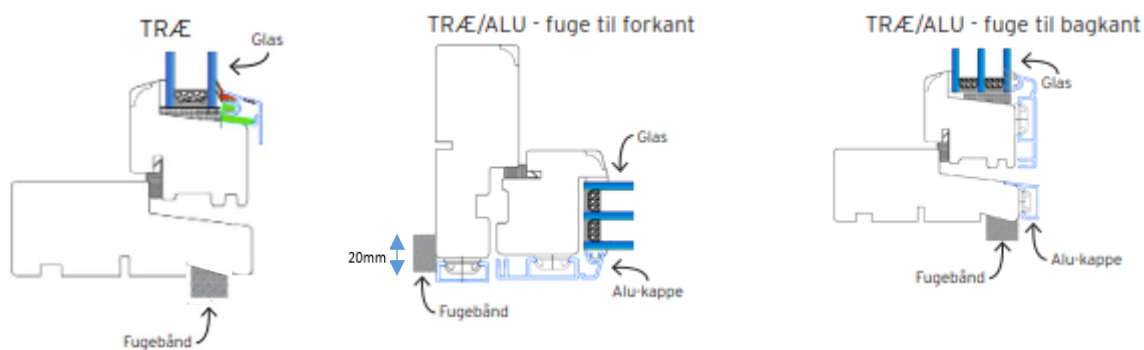 TRÆ
Glas
Fugebånd
TRÆ/ALU - fuge til forkant
Glas
20mm
Alu-kappe
Fugebånd
TRÆ/ALU - fuge til bagkant
Glas
Alu-kappe
Fugebånd